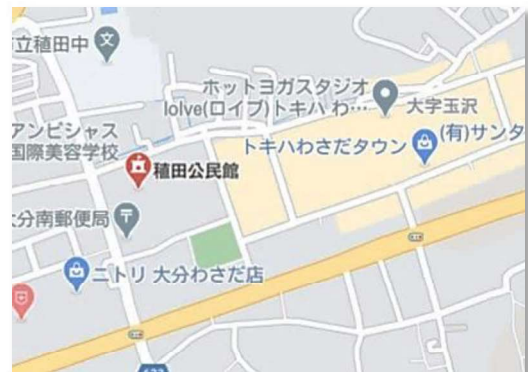 立稙田中
文
ホットヨガスタジオ
loIve(ロイブ)トキハ わ…
大字玉沢
アンビシャス
国際美容学校
トキハわさだタウン
(有)サンタ
稙田公民館
分南郵便局
ニトリ 大分わさだ店